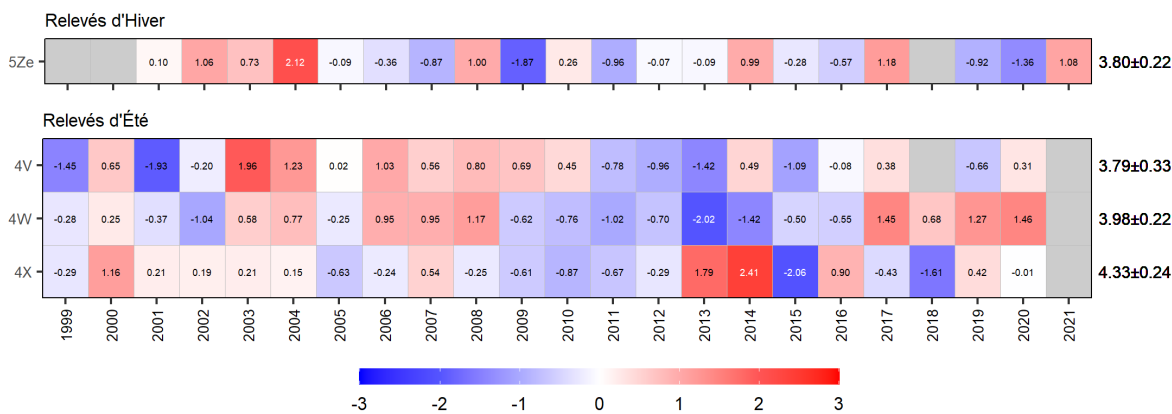 Relevés d'Hiver
5Ze 0.10 1.06 0.73 2.12 -0.09 -0.36 -0.87 1.00 -1.87 0.26 -0.96 -0.07 -0.09 0.99 -0.28 -0.57 1.18 -0.92 -1.36 1.08 3.80±0.22
Relevés d'Été
4V -1.45 0.65 -1.93 -0.20 1.96 1.23 0.02 1.03 0.56 0.80 0.69 0.45 -0.78 -0.96 -1.42 0.49 -1.09 -0.08 0.38 -0.66 0.31 3.79±0.33
4W -0.28 0.25 -0.37 -1.04 0.58 0.77 -0.25 0.95 0.95 1.17 -0.62 -0.76 -1.02 -0.70 -2.02 -1.42 -0.50 -0.55 1.45 0.68 1.27 1.46 3.98±0.22
4X -0.29 1.16 0.21 0.19 0.21 0.15 -0.63 -0.24 0.54 -0.25 -0.61 -0.87 -0.67 -0.29 1.79 2.41 -2.06 0.90 -0.43 -1.61 0.42 -0.01 4.33±0.24
1999 2000 2001 2002 2003 2004 2005 2006 2007 2008 2009 2010 2011 2012 2013 2014 2015 2016 2017 2018 2019 2020 2021
-3 -2 -1 0 1 2 3